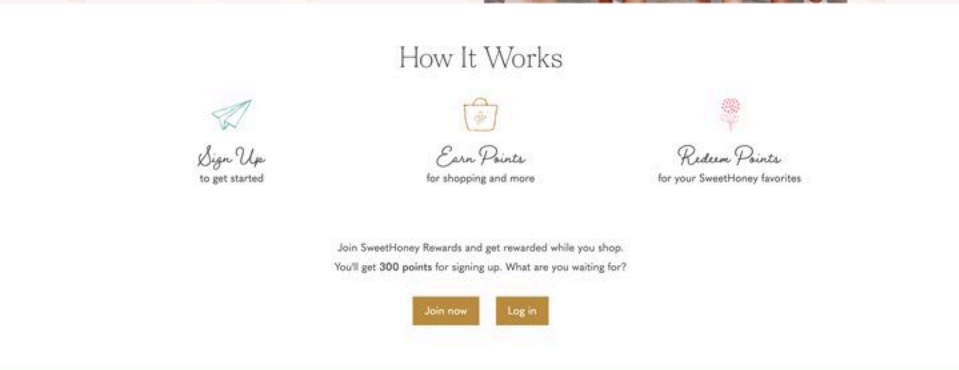 How It Works
Sign Up
to get started
Earn Points
for shopping and more
Redeem Points
for your SweetHoney favorites
Join SweetHoney Rewards and get rewarded while you shop.
You'll get 300 points for signing up. What are you waiting for?
Join now
Log in